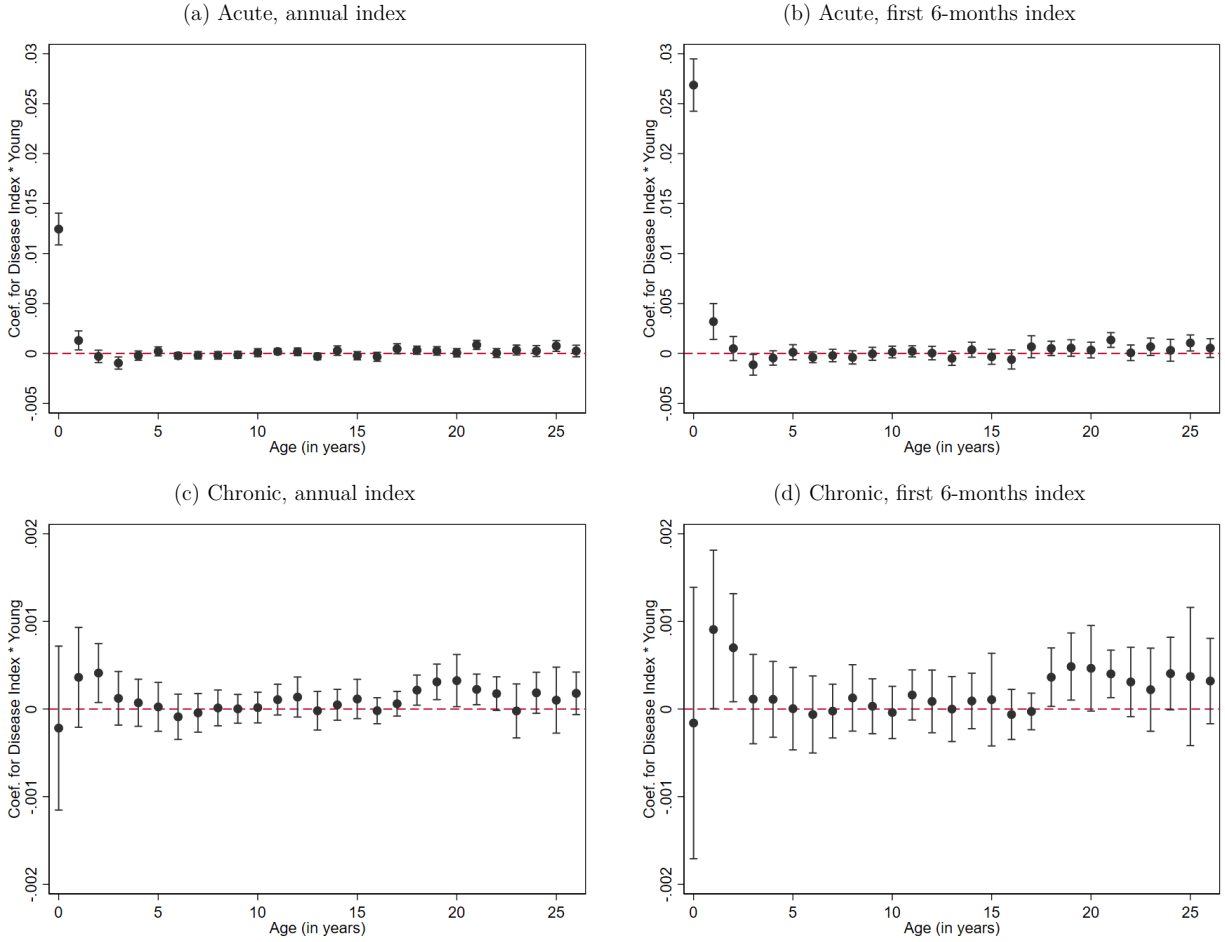 (a) Acute, annual index
Coef. for Disease Index * Young
.03
.025
.02
.015
.01
.005
0
-.005
0 5 10 15 20 25
Age (in years)
(b) Acute, first 6-months index
Coef. for Disease Index * Young
.03
.025
.02
.015
.01
.005
0
-.005
0 5 10 15 20 25
Age (in years)
(c) Chronic, annual index
Coef. for Disease Index * Young
.002
.001
0
-.001
-.002
0 5 10 15 20 25
Age (in years)
(d) Chronic, first 6-months index
Coef. for Disease Index * Young
.002
.001
0
-.001
-.002
0 5 10 15 20 25
Age (in years)